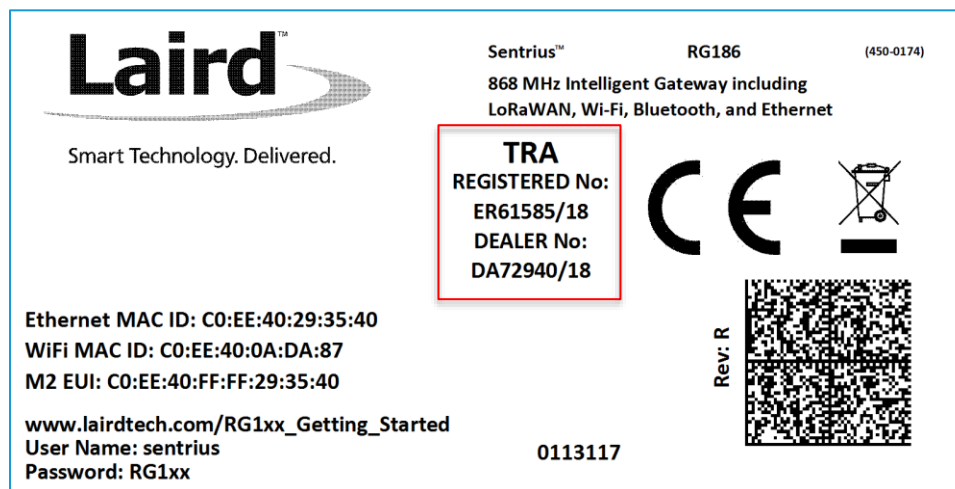 Laird™
Smart Technology. Delivered.
Sentrius™ RG186 (450-0174)
868 MHz Intelligent Gateway including
LoRaWAN, Wi-Fi, Bluetooth, and Ethernet
TRA
REGISTERED No:
ER61585/18
DEALER No:
DA72940/18
CE
Rev: R
Ethernet MAC ID: C0:EE:40:29:35:40
WiFi MAC ID: C0:EE:40:0A:DA:87
M2 EUI: C0:EE:40:FF:FF:29:35:40
www.lairdtech.com/RG1xx_Getting_Started
User Name: sentrius
Password: RG1xx
0113117